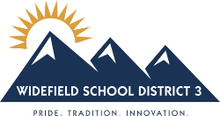 WIDEFIELD SCHOOL DISTRICT 3
PRIDE. TRADITION. INNOVATION.